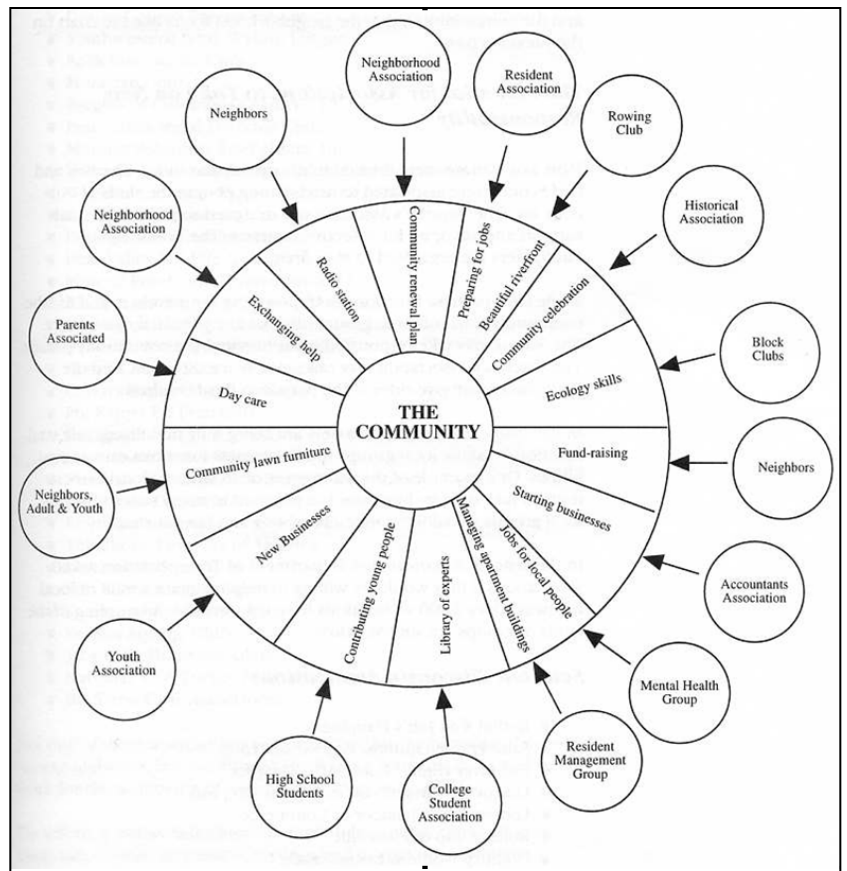 Neighborhood
Association
Resident
Association
Rowing
Club
Historical
Association
Block
Clubs
Neighbors
Accountants
Association
Mental Health
Group
Resident
Management
Group
College
Student
Association
High School
Students
Youth
Association
Neighbors,
Adult & Youth
Parents
Associated
Neighborhood
Association
Neighbors
THE
COMMUNITY
Community renewal plan
Preparing for jobs
Beautiful riverfront
Community celebration
Ecology skills
Fund-raising
Starting businesses
Jobs for local people
Managing apartment buildings
Library of experts
Contributing young people
New Businesses
Community lawn furniture
Day care
Exchanging help
Radio station